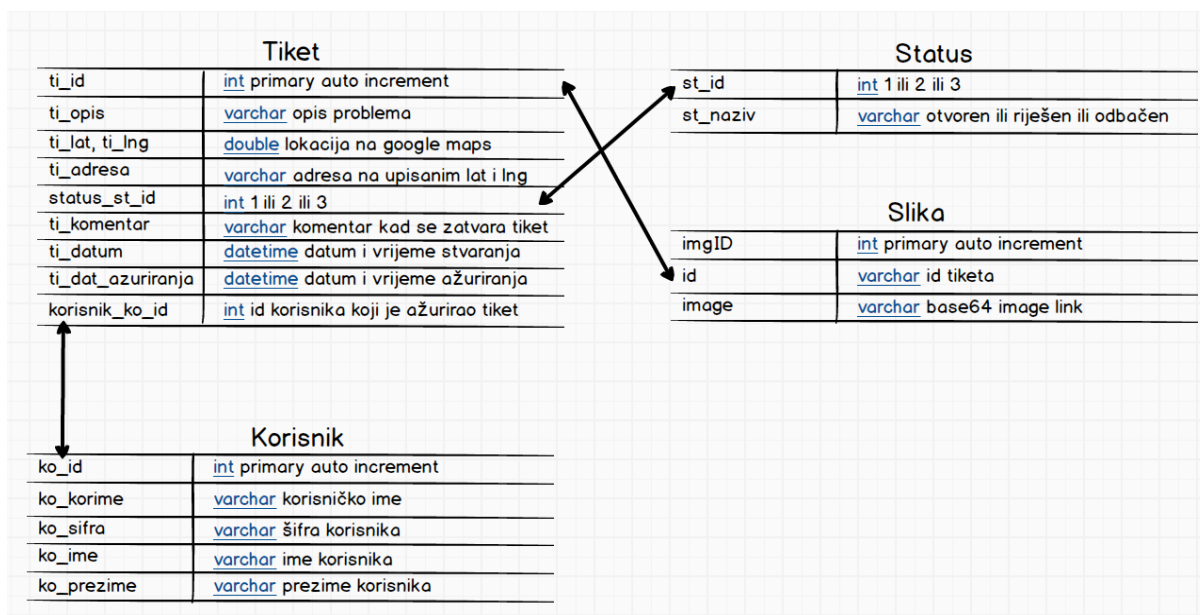 Tiket
ti_id int primary auto increment
ti_opis varchar opis problema
ti_lat, ti_lng double lokacija na google maps
ti_adresa varchar adresa na upisanim lat i lng
status_st_id int 1 ili 2 ili 3
ti_komentar varchar komentar kad se zatvara tiket
ti_datum datetime datum i vrijeme stvaranja
ti_dat_azuriranja datetime datum i vrijeme ažuriranja
korisnik_ko_id int id korisnika koji je ažurirao tiket
Status
st_id int 1 ili 2 ili 3
st_naziv varchar otvoren ili riješen ili odbačen
Slika
imgID int primary auto increment
id varchar id tiketa
image varchar base64 image link
Korisnik
ko_id int primary auto increment
ko_korime varchar korisničko ime
ko_sifra varchar šifra korisnika
ko_ime varchar ime korisnika
ko_prezime varchar prezime korisnika